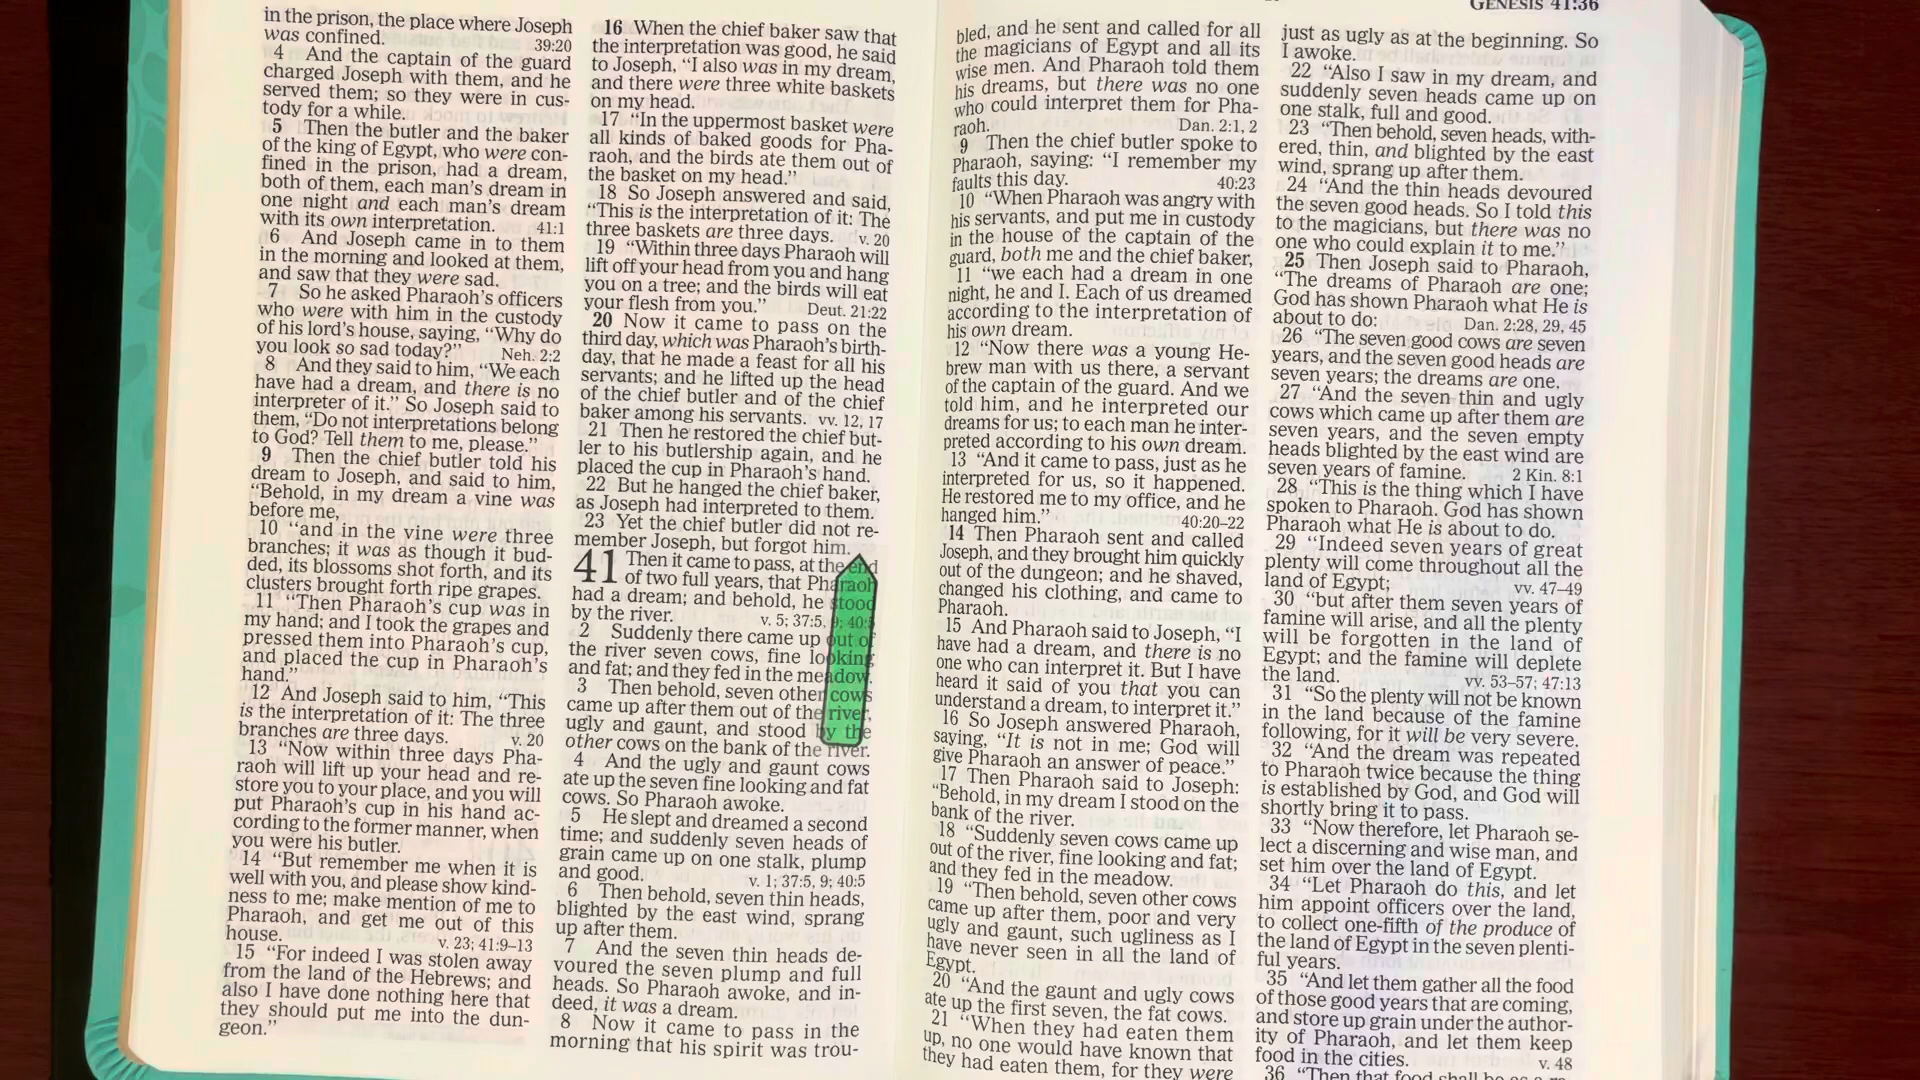 GENESIS 41:36
in the prison, the place where Joseph
was confined. 39:20
4 And the captain of the guard
charged Joseph with them, and he
served them; so they were in cus-
tody for a while.
5 Then the butler and the baker
of the king of Egypt, who were con-
fined in the prison, had a dream,
both of them, each man's dream in
one night and each man's dream
with its own interpretation. 41:1
6 And Joseph came in to them
in the morning and looked at them,
and saw that they were sad.
7 So he asked Pharaoh's officers
who were with him in the custody
of his lord's house, saying, “Why do
you look so sad today?” Neh. 2:2
8 And they said to him, “We each
have had a dream, and there is no
interpreter of it.” So Joseph said to
them, “Do not interpretations belong
to God? Tell them to me, please.”
9 Then the chief butler told his
dream to Joseph, and said to him,
“Behold, in my dream a vine was
before me,
10 “and in the vine were three
branches; it was as though it bud-
ded, its blossoms shot forth, and its
clusters brought forth ripe grapes.
11 “Then Pharaoh's cup was in
my hand; and I took the grapes and
pressed them into Pharaoh's cup,
and placed the cup in Pharaoh's
hand.”
12 And Joseph said to him, “This
is the interpretation of it: The three
branches are three days. v. 20
13 “Now within three days Pha-
raoh will lift up your head and re-
store you to your place, and you will
put Pharaoh's cup in his hand ac-
cording to the former manner, when
you were his butler.
14 “But remember me when it is
well with you, and please show kind-
ness to me; make mention of me to
Pharaoh, and get me out of this
house. v. 23; 41:9–13
15 “For indeed I was stolen away
from the land of the Hebrews; and
also I have done nothing here that
they should put me into the dun-
geon.”
16 When the chief baker saw that
the interpretation was good, he said
to Joseph, “I also was in my dream,
and there were three white baskets
on my head.
17 “In the uppermost basket were
all kinds of baked goods for Pha-
raoh, and the birds ate them out of
the basket on my head.”
18 So Joseph answered and said,
“This is the interpretation of it: The
three baskets are three days. v. 20
19 “Within three days Pharaoh will
lift off your head from you and hang
you on a tree; and the birds will eat
your flesh from you.” Deut. 21:22
20 Now it came to pass on the
third day, which was Pharaoh's birth-
day, that he made a feast for all his
servants; and he lifted up the head
of the chief butler and of the chief
baker among his servants. vv. 12, 17
21 Then he restored the chief but-
ler to his butlership again, and he
placed the cup in Pharaoh's hand.
22 But he hanged the chief baker,
as Joseph had interpreted to them.
23 Yet the chief butler did not re-
member Joseph, but forgot him.
41 Then it came to pass, at the end
of two full years, that Pharaoh
had a dream; and behold, he stood
by the river. v. 5; 37:5, 9; 40:5
2 Suddenly there came up out of
the river seven cows, fine looking
and fat; and they fed in the meadow.
3 Then behold, seven other cows
came up after them out of the river,
ugly and gaunt, and stood by the
other cows on the bank of the river.
4 And the ugly and gaunt cows
ate up the seven fine looking and fat
cows. So Pharaoh awoke.
5 He slept and dreamed a second
time; and suddenly seven heads of
grain came up on one stalk, plump
and good. v. 1; 37:5, 9; 40:5
6 Then behold, seven thin heads,
blighted by the east wind, sprang
up after them.
7 And the seven thin heads de-
voured the seven plump and full
heads. So Pharaoh awoke, and in-
deed, it was a dream.
8 Now it came to pass in the
morning that his spirit was trou-
bled, and he sent and called for all
the magicians of Egypt and all its
wise men. And Pharaoh told them
his dreams, but there was no one
who could interpret them for Pha-
raoh. Dan. 2:1, 2
9 Then the chief butler spoke to
Pharaoh, saying: “I remember my
faults this day. 40:23
10 “When Pharaoh was angry with
his servants, and put me in custody
in the house of the captain of the
guard, both me and the chief baker,
11 “we each had a dream in one
night, he and I. Each of us dreamed
according to the interpretation of
his own dream.
12 “Now there was a young He-
brew man with us there, a servant
of the captain of the guard. And we
told him, and he interpreted our
dreams for us; to each man he inter-
preted according to his own dream.
13 “And it came to pass, just as he
interpreted for us, so it happened.
He restored me to my office, and he
hanged him.” 40:20–22
14 Then Pharaoh sent and called
Joseph, and they brought him quickly
out of the dungeon; and he shaved,
changed his clothing, and came to
Pharaoh.
15 And Pharaoh said to Joseph, “I
have had a dream, and there is no
one who can interpret it. But I have
heard it said of you that you can
understand a dream, to interpret it.”
16 So Joseph answered Pharaoh,
saying, “It is not in me; God will
give Pharaoh an answer of peace.”
17 Then Pharaoh said to Joseph:
“Behold, in my dream I stood on the
bank of the river.
18 “Suddenly seven cows came up
out of the river, fine looking and fat;
and they fed in the meadow.
19 “Then behold, seven other cows
came up after them, poor and very
ugly and gaunt, such ugliness as I
have never seen in all the land of
Egypt.
20 “And the gaunt and ugly cows
ate up the first seven, the fat cows.
21 “When they had eaten them
up, no one would have known that
they had eaten them, for they were
just as ugly as at the beginning. So
I awoke.
22 “Also I saw in my dream, and
suddenly seven heads came up on
one stalk, full and good.
23 “Then behold, seven heads, with-
ered, thin, and blighted by the east
wind, sprang up after them.
24 “And the thin heads devoured
the seven good heads. So I told this
to the magicians, but there was no
one who could explain it to me.”
25 Then Joseph said to Pharaoh,
“The dreams of Pharaoh are one;
God has shown Pharaoh what He is
about to do: Dan. 2:28, 29, 45
26 “The seven good cows are seven
years, and the seven good heads are
seven years; the dreams are one.
27 “And the seven thin and ugly
cows which came up after them are
seven years, and the seven empty
heads blighted by the east wind are
seven years of famine. 2 Kin. 8:1
28 “This is the thing which I have
spoken to Pharaoh. God has shown
Pharaoh what He is about to do.
29 “Indeed seven years of great
plenty will come throughout all the
land of Egypt; vv. 47–49
30 “but after them seven years of
famine will arise, and all the plenty
will be forgotten in the land of
Egypt; and the famine will deplete
the land. vv. 53–57; 47:13
31 “So the plenty will not be known
in the land because of the famine
following, for it will be very severe.
32 “And the dream was repeated
to Pharaoh twice because the thing
is established by God, and God will
shortly bring it to pass.
33 “Now therefore, let Pharaoh se-
lect a discerning and wise man, and
set him over the land of Egypt.
34 “Let Pharaoh do this, and let
him appoint officers over the land,
to collect one-fifth of the produce of
the land of Egypt in the seven plenti-
ful years.
35 “And let them gather all the food
of those good years that are coming,
and store up grain under the author-
ity of Pharaoh, and let them keep
food in the cities. v. 48
36 “Then that food shall be as a re-